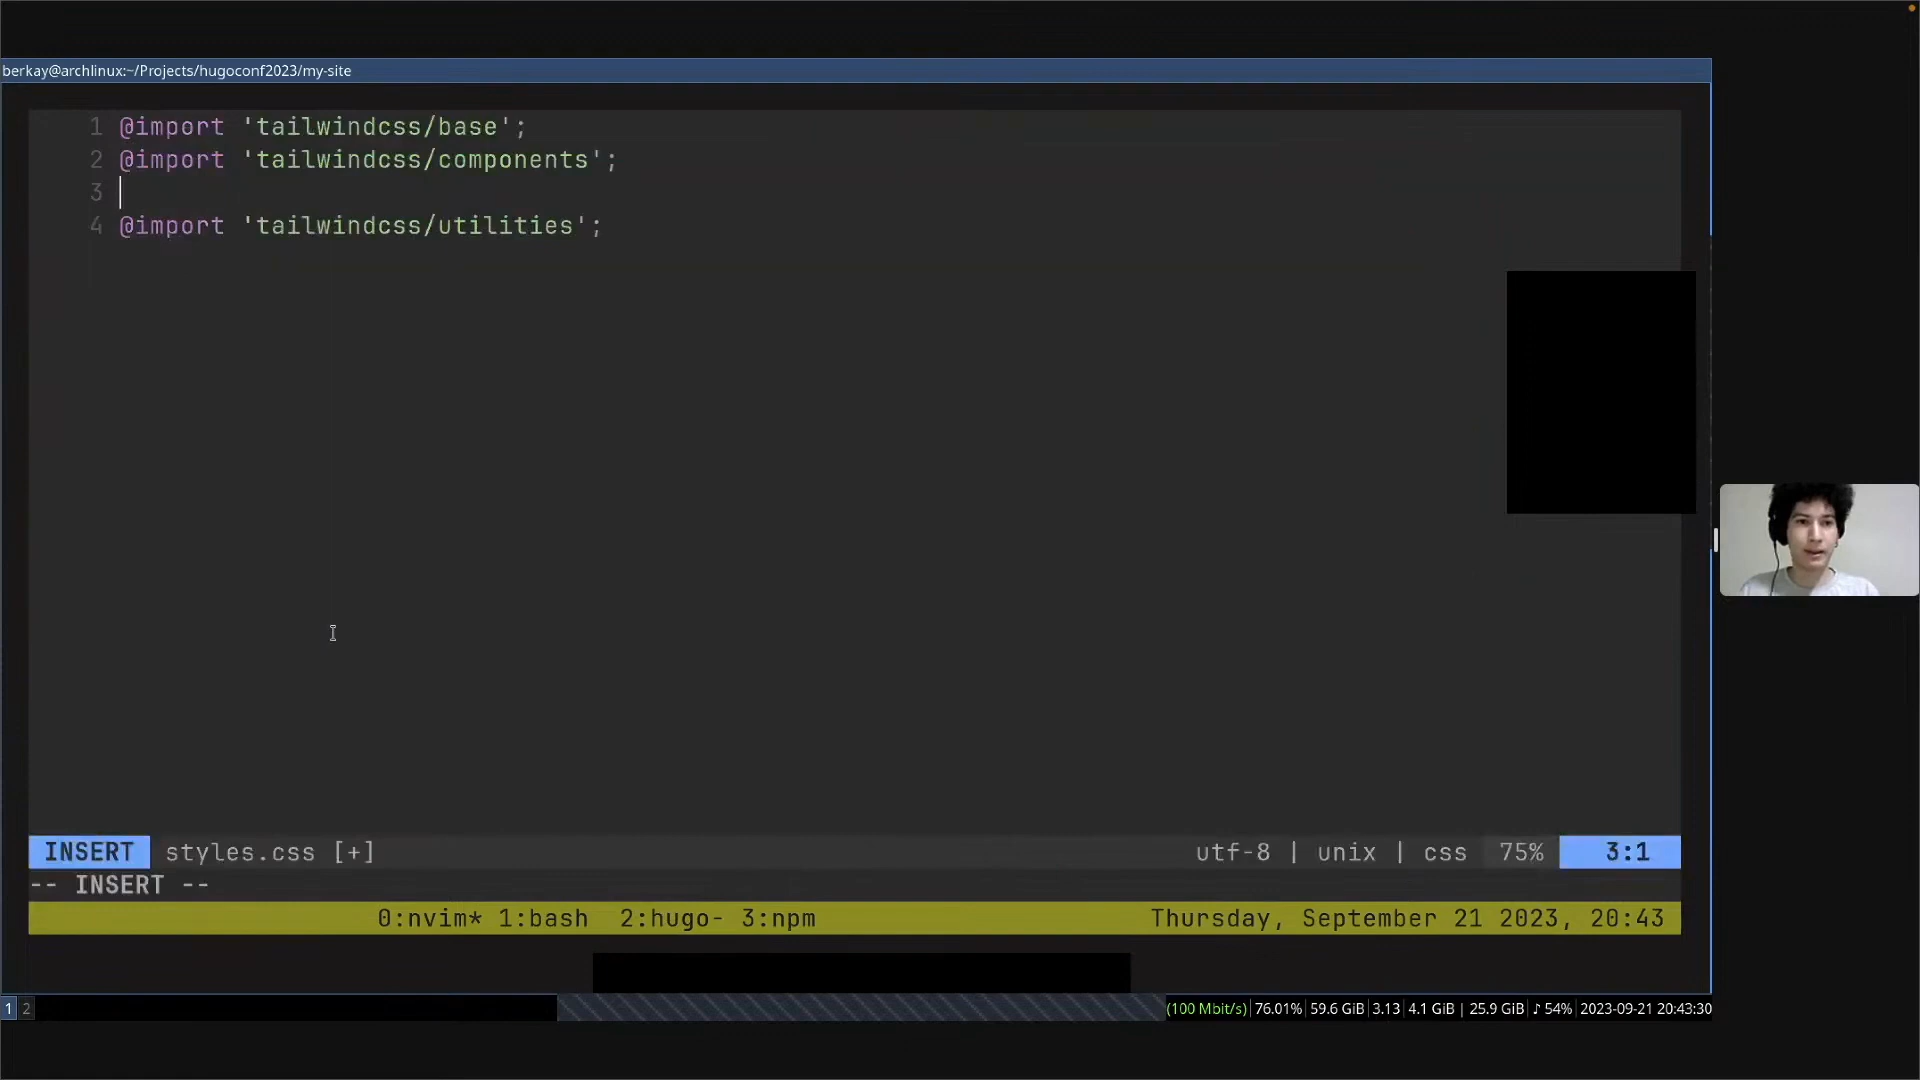 berkay@archlinux:~/Projects/hugoconf2023/my-site
1 @import 'tailwindcss/base';
2 @import 'tailwindcss/components';
3
4 @import 'tailwindcss/utilities';
INSERT styles.css [+] utf-8 | unix | css 75% 3:1
-- INSERT --
0:nvim* 1:bash 2:hugo- 3:npm Thursday, September 21 2023, 20:43
1 2 (100 Mbit/s) 76.01% 59.6 GiB 3.13 4.1 GiB | 25.9 GiB ♪ 54% 2023-09-21 20:43:30